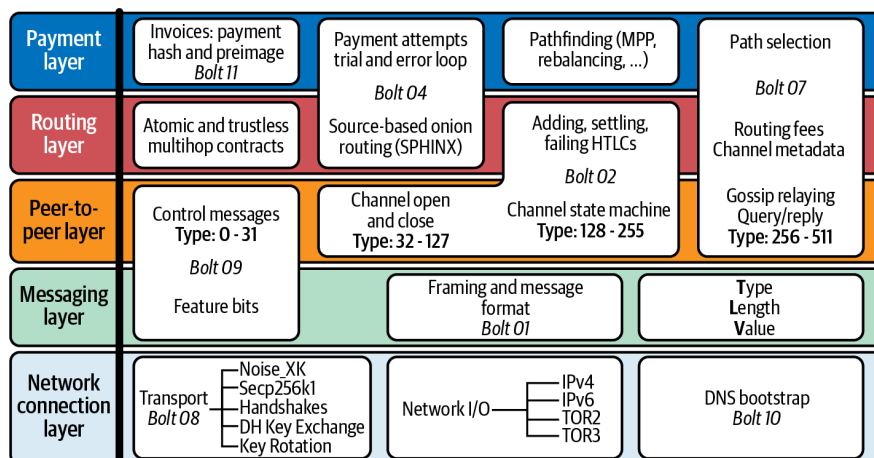 Payment
layer
Invoices: payment
hash and preimage
Bolt 11
Payment attempts
trial and error loop
Bolt 04
Source-based onion
routing (SPHINX)
Pathfinding (MPP,
rebalancing, ...)
Path selection
Bolt 07
Routing fees
Channel metadata
Gossip relaying
Query/reply
Type: 256 - 511
Routing
layer
Atomic and trustless
multihop contracts
Adding, settling,
failing HTLCs
Bolt 02
Channel state machine
Type: 128 - 255
Peer-to-
peer layer
Control messages
Type: 0 - 31
Bolt 09
Feature bits
Channel open
and close
Type: 32 - 127
Messaging
layer
Framing and message
format
Bolt 01
Type
Length
Value
Network
connection
layer
Transport
Bolt 08
Noise_XK
Secp256k1
Handshakes
DH Key Exchange
Key Rotation
Network I/O
IPv4
IPv6
TOR2
TOR3
DNS bootstrap
Bolt 10